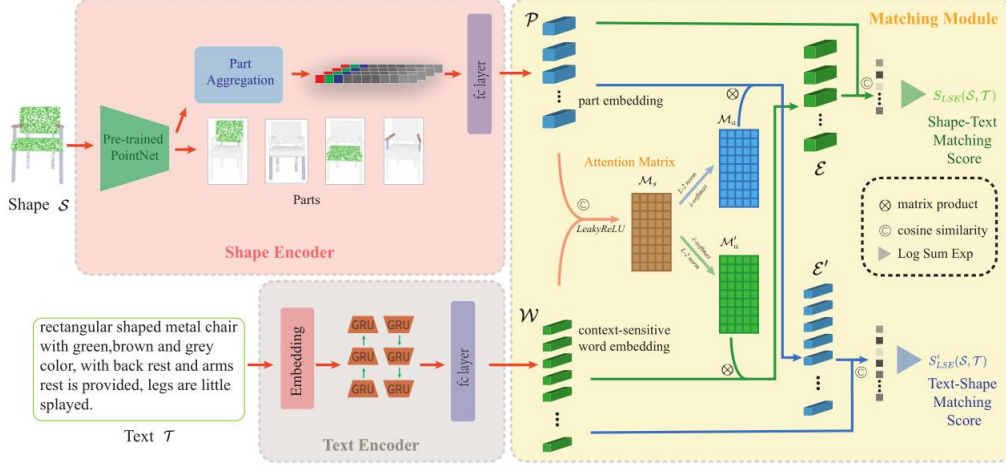 Part
Aggregation
Pre-trained
PointNet
Shape S
Parts
fc layer
Shape Encoder
rectangular shaped metal chair
with green,brown and grey
color, with back rest and arms
rest is provided, legs are little
splayed.
Text T
Embedding
GRU GRU
GRU GRU
GRU GRU
fc layer
Text Encoder
Matching Module
P
part embedding
Attention Matrix
©
LeakyReLU
M_s
L-2 norm
λ-softmax
λ-softmax
L-2 norm
M_a
M'_a
⊗
⊗
W
context-sensitive
word embedding
E
E'
©
S_LSE(S, T)
Shape-Text
Matching
Score
⊗ matrix product
© cosine similarity
Log Sum Exp
©
S'_LSE(S, T)
Text-Shape
Matching
Score